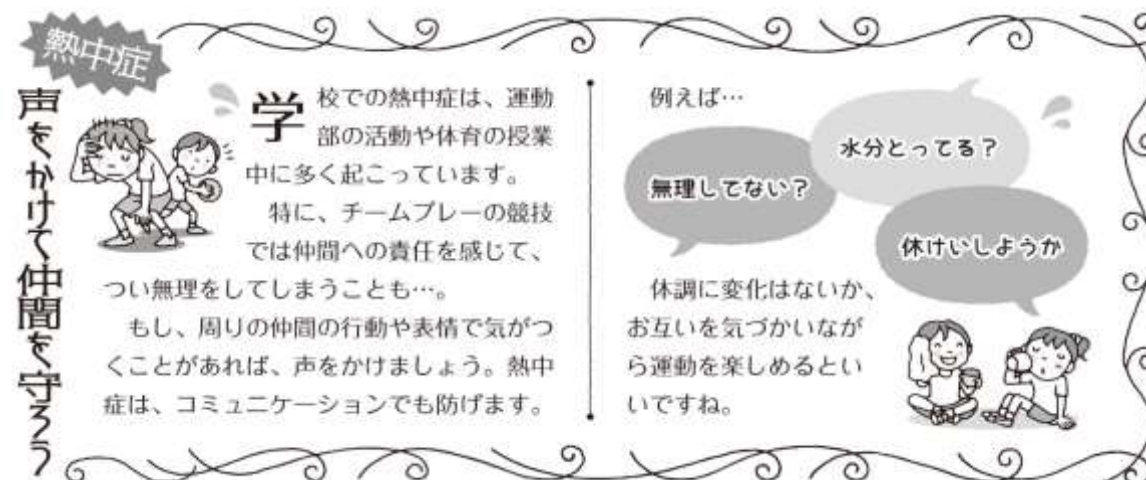 熱中症
声をかけて仲間を守ろう
学校での熱中症は、運動
部の活動や体育の授業
中に多く起こっています。
特に、チームプレーの競技
では仲間への責任を感じて、
つい無理をしてしまうことも…。
もし、周りの仲間の行動や表情で気がつ
くことがあれば、声をかけましょう。熱中
症は、コミュニケーションでも防げます。
例えば…
無理してない?
水分とってる?
休けいしようか
体調に変化はないか、
お互いを気づかいなが
ら運動を楽しめるとい
いですね。